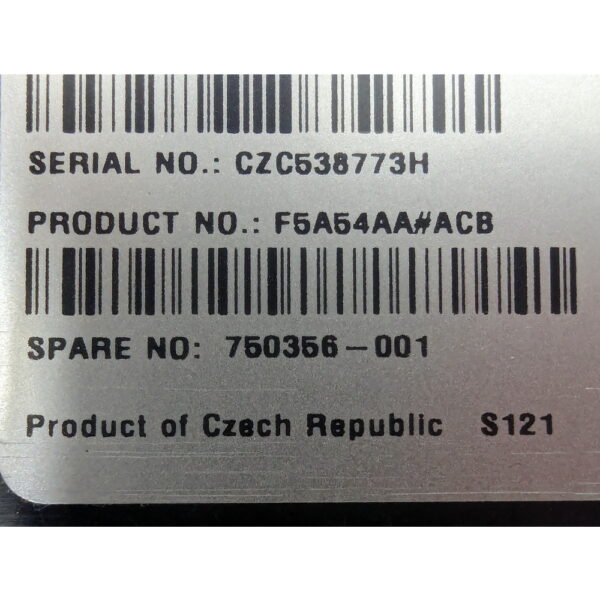 SERIAL NO.: CZC538773H
PRODUCT NO.: F5A54AA#ACB
SPARE NO: 750356-001
Product of Czech Republic S121